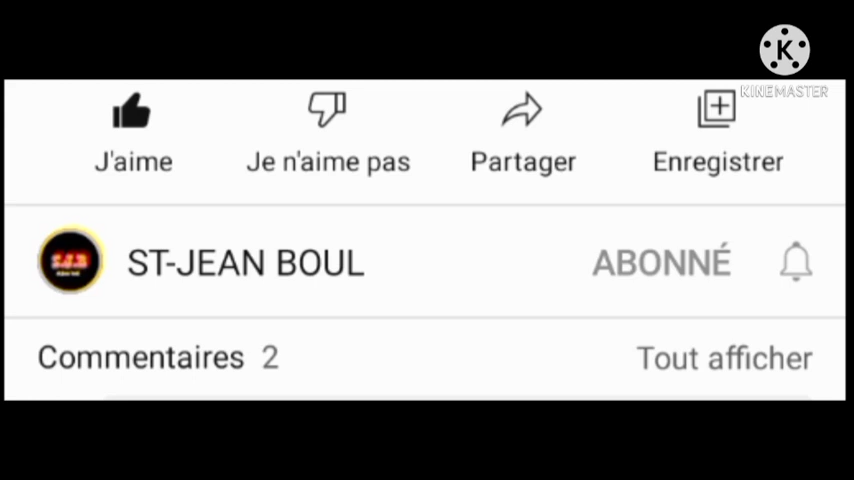 K
KINEMASTER
J'aime
Je n'aime pas
Partager
Enregistrer
S.J.B
ST-JEAN BOUL
ABONNÉ
Commentaires 2
Tout afficher